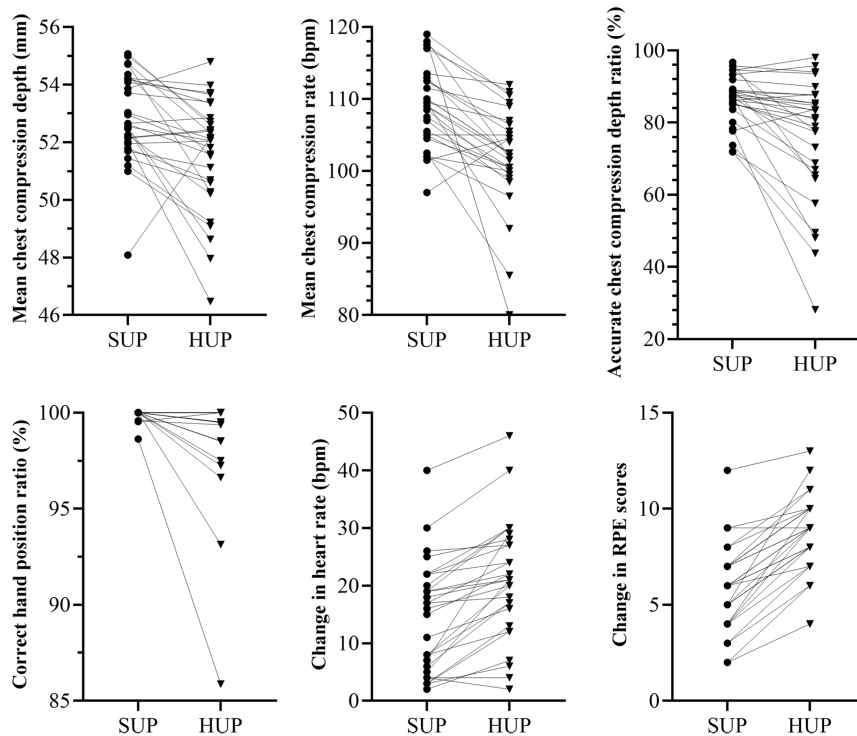 Mean chest compression depth (mm)
56
54
52
50
48
46
SUP HUP
Mean chest compression rate (bpm)
120
110
100
90
80
SUP HUP
Accurate chest compression depth ratio (%)
100
80
60
40
20
SUP HUP
Correct hand position ratio (%)
100
95
90
85
SUP HUP
Change in heart rate (bpm)
50
40
30
20
10
0
SUP HUP
Change in RPE scores
15
10
5
0
SUP HUP